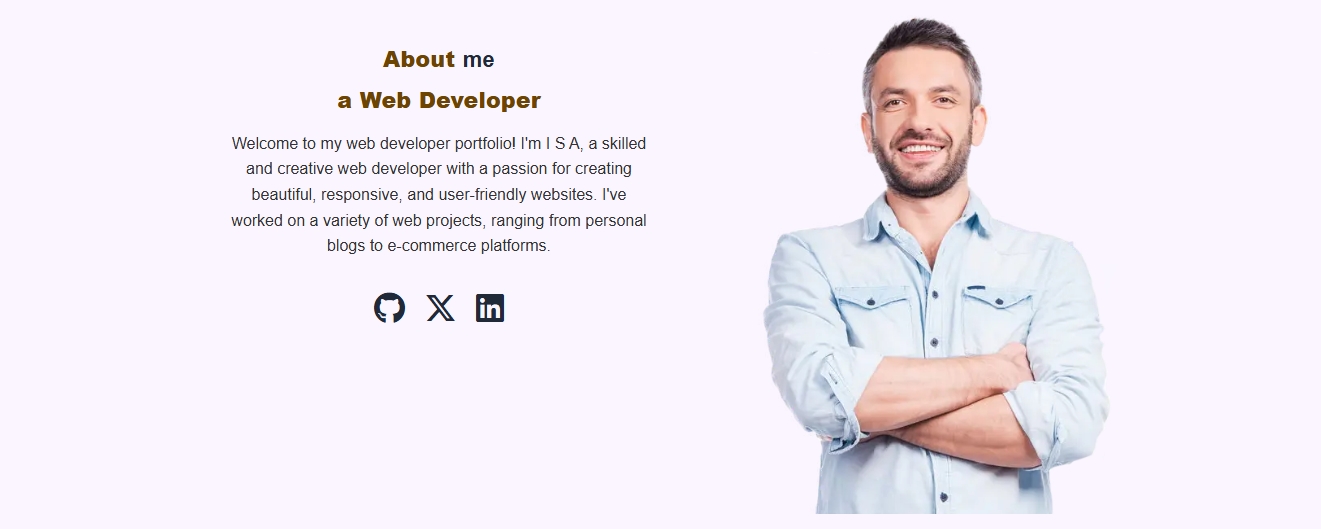 About me
a Web Developer
Welcome to my web developer portfolio! I'm I S A, a skilled
and creative web developer with a passion for creating
beautiful, responsive, and user-friendly websites. I've
worked on a variety of web projects, ranging from personal
blogs to e-commerce platforms.
in